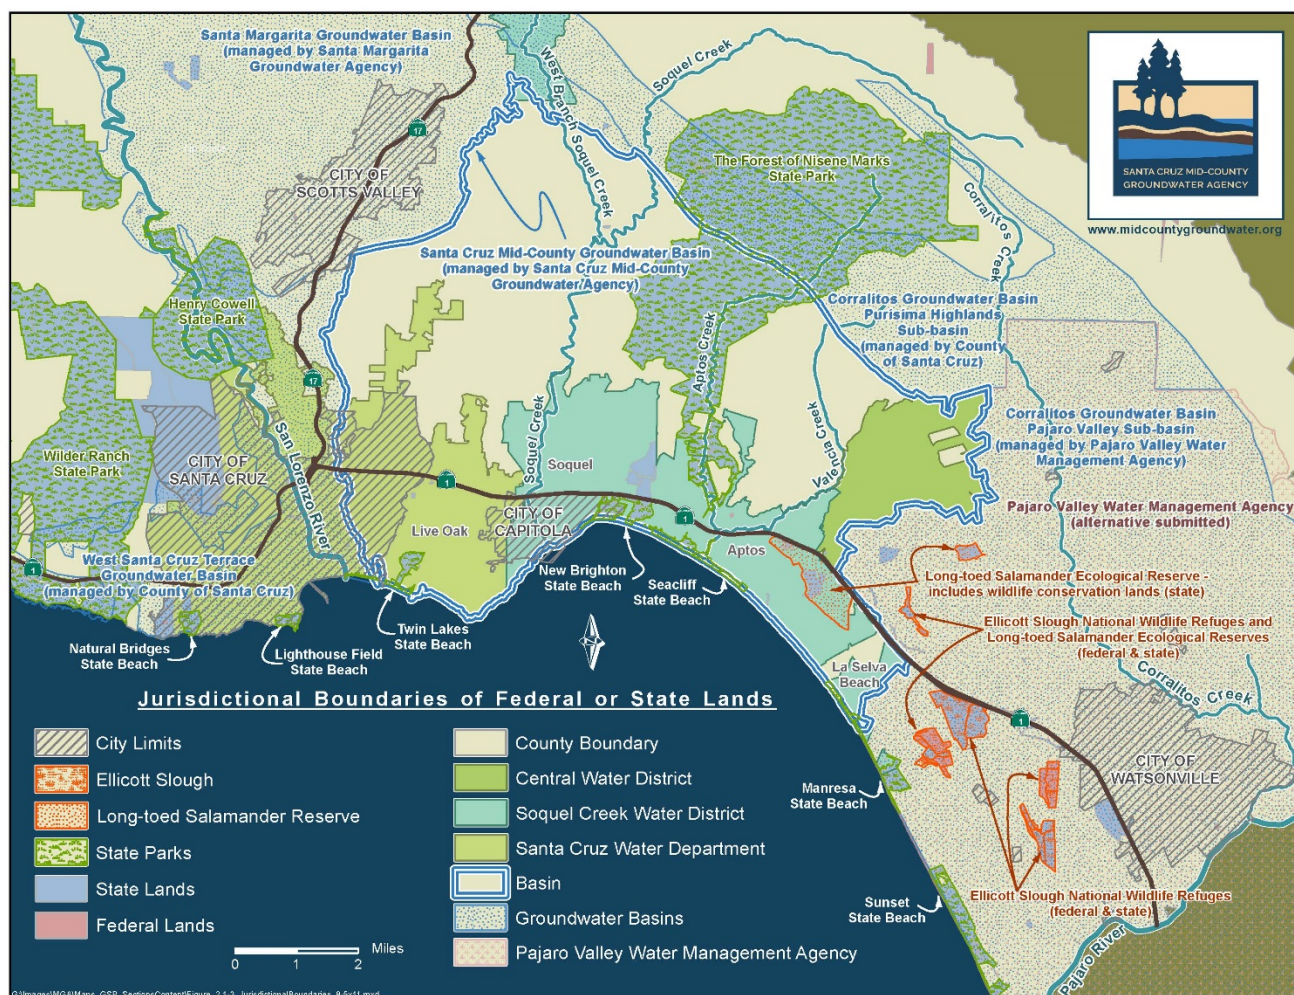 Santa Margarita Groundwater Basin
(managed by Santa Margarita
Groundwater Agency)
17
CITY OF
SCOTTS VALLEY
West Branch Soquel Creek
Soquel Creek
The Forest of Nisene Marks
State Park
Corralitos Creek
SANTA CRUZ MID-COUNTY
GROUNDWATER AGENCY
www.midcountygroundwater.org
Santa Cruz Mid-County Groundwater Basin
(managed by Santa Cruz Mid-County
Groundwater Agency)
Henry Cowell
State Park
17
Corralitos Groundwater Basin
Purisima Highlands
Sub-basin
(managed by County
of Santa Cruz)
Aptos Creek
Valencia Creek
Soquel Creek
Corralitos Groundwater Basin
Pajaro Valley Sub-basin
(managed by Pajaro Valley Water
Management Agency)
Wilder Ranch
State Park
CITY OF
SANTA CRUZ
San Lorenzo River
1
Soquel
Live Oak
CITY OF
CAPITOLA
1
Aptos
Pajaro Valley Water Management Agency
(alternative submitted)
1
West Santa Cruz Terrace
Groundwater Basin
(managed by County of Santa Cruz)
1
New Brighton
State Beach
Seacliff
State Beach
Long-toed Salamander Ecological Reserve -
includes wildlife conservation lands (state)
Ellicott Slough National Wildlife Refuges and
Long-toed Salamander Ecological Reserves
(federal & state)
Natural Bridges
State Beach
Lighthouse Field
State Beach
Twin Lakes
State Beach
La Selva
Beach
Corralitos Creek
1
CITY OF
WATSONVILLE
Manresa
State Beach
Sunset
State Beach
Ellicott Slough National Wildlife Refuges
(federal & state)
Pajaro River
Jurisdictional Boundaries of Federal or State Lands
City Limits
Ellicott Slough
Long-toed Salamander Reserve
State Parks
State Lands
Federal Lands
County Boundary
Central Water District
Soquel Creek Water District
Santa Cruz Water Department
Basin
Groundwater Basins
Pajaro Valley Water Management Agency
Miles
0 1 2